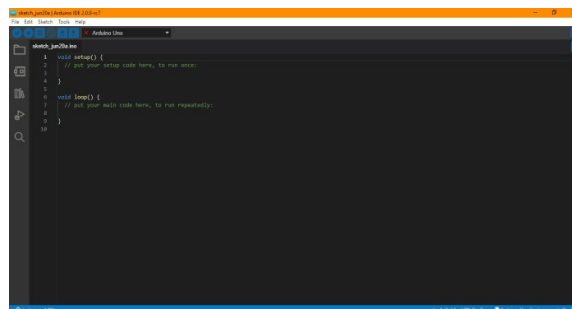 sketch_jun20a | Arduino IDE 2.0.0-rc7
File Edit Sketch Tools Help
Arduino Uno
sketch_jun20a.ino
1 void setup() {
2 // put your setup code here, to run once:
3
4 }
5
6 void loop() {
7 // put your main code here, to run repeatedly:
8
9 }
10